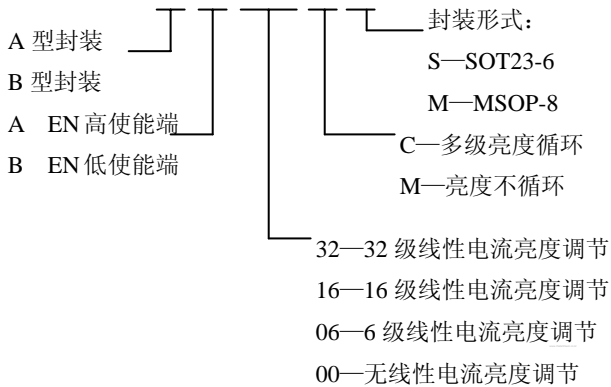 A 型封装
B 型封装
A EN 高使能端
B EN 低使能端
封装形式：
S—SOT23-6
M—MSOP-8
C—多级亮度循环
M—亮度不循环
32—32 级线性电流亮度调节
16—16 级线性电流亮度调节
06—6 级线性电流亮度调节
00—无线性电流亮度调节